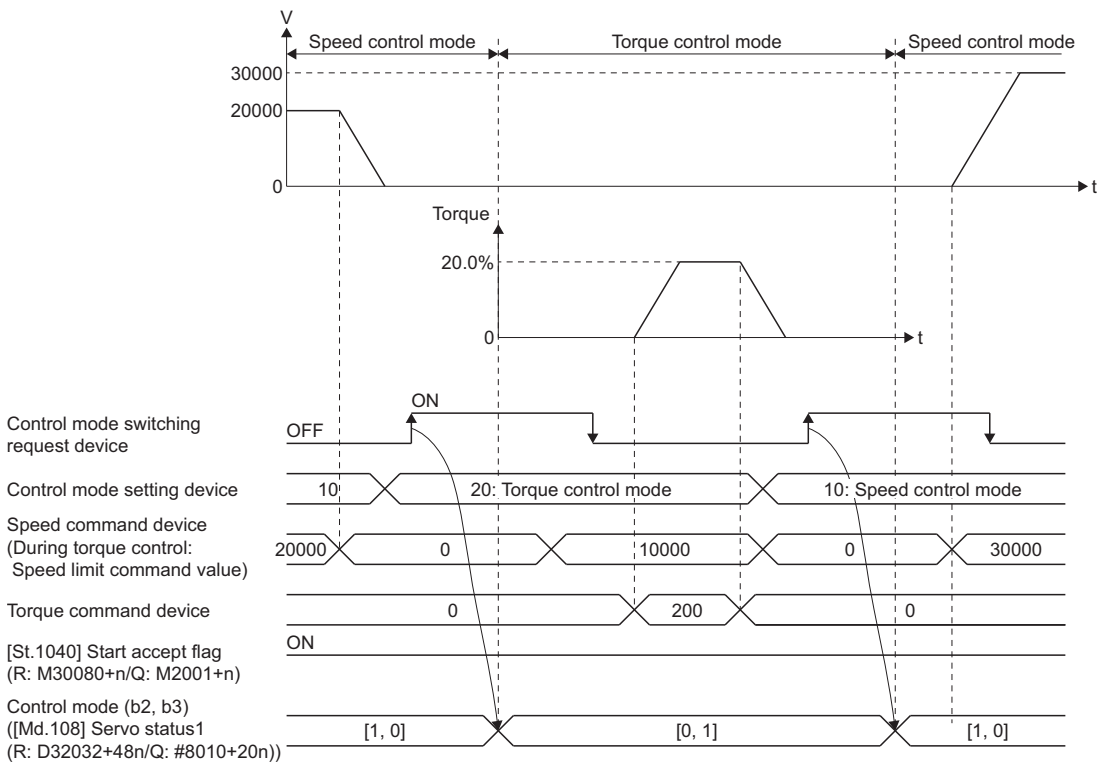 V
Speed control mode
Torque control mode
Speed control mode
30000
20000
0
t
Torque
20.0%
0
t
ON
Control mode switching
request device
OFF
Control mode setting device
10
20: Torque control mode
10: Speed control mode
Speed command device
(During torque control:
Speed limit command value)
20000
0
10000
0
30000
Torque command device
0
200
0
[St.1040] Start accept flag
(R: M30080+n/Q: M2001+n)
ON
Control mode (b2, b3)
([Md.108] Servo status1
(R: D32032+48n/Q: #8010+20n))
[1, 0]
[0, 1]
[1, 0]